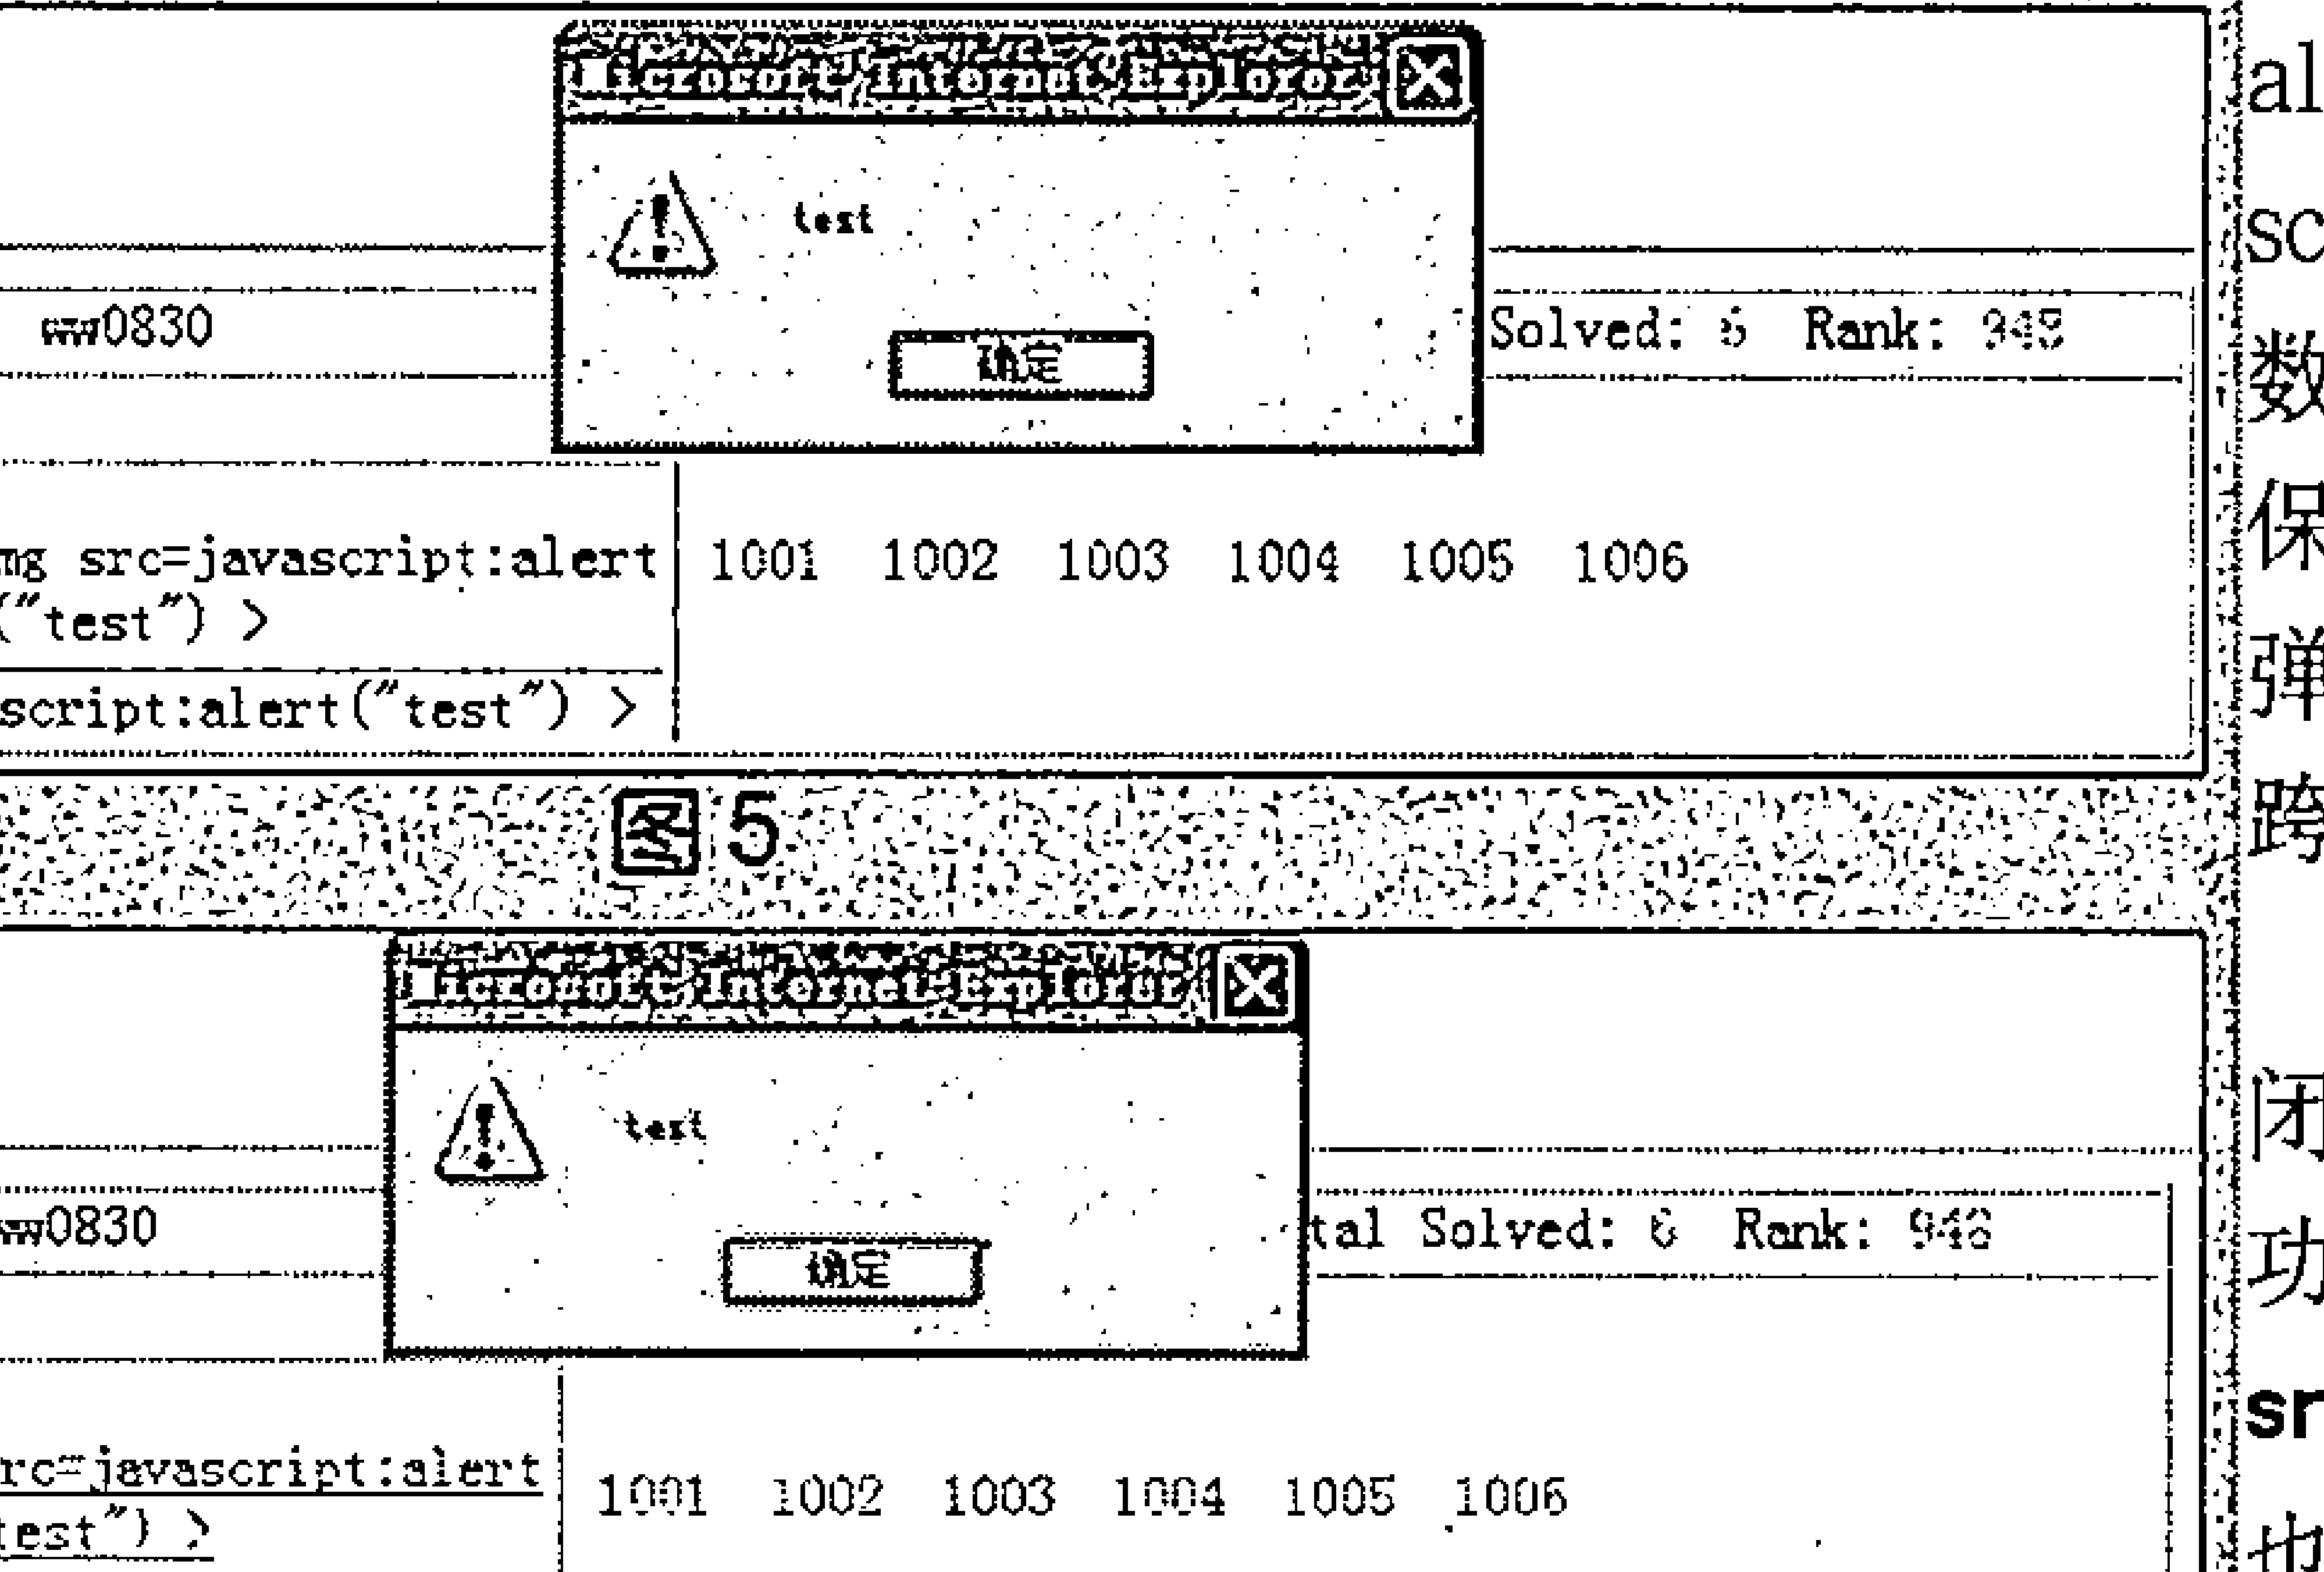 Microsoft Internet Explorer
test
ww0830
Solved: 6 Rank: 948
确定
mg src=javascript:alert
("test") >
1001 1002 1003 1004 1005 1006
script:alert("test") >
图 5
Microsoft Internet Explorer
test
ww0830
tal Solved: 6 Rank: 948
确定
rc=javascript:alert
test") >
1001 1002 1003 1004 1005 1006
al
sc
数
保
弹
跨
闭
功
sr
也